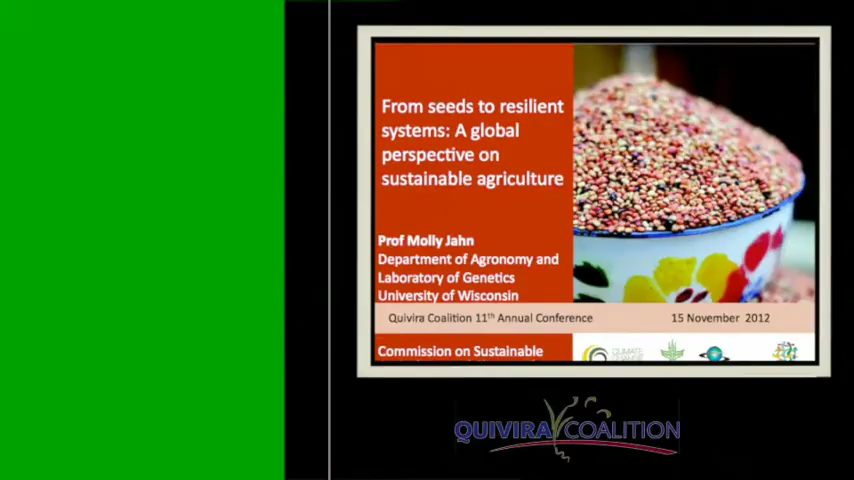 From seeds to resilient
systems: A global
perspective on
sustainable agriculture
Prof Molly Jahn
Department of Agronomy and
Laboratory of Genetics
University of Wisconsin
Quivira Coalition 11th Annual Conference 15 November 2012
Commission on Sustainable
CLIMATE
QUIVIRA COALITION